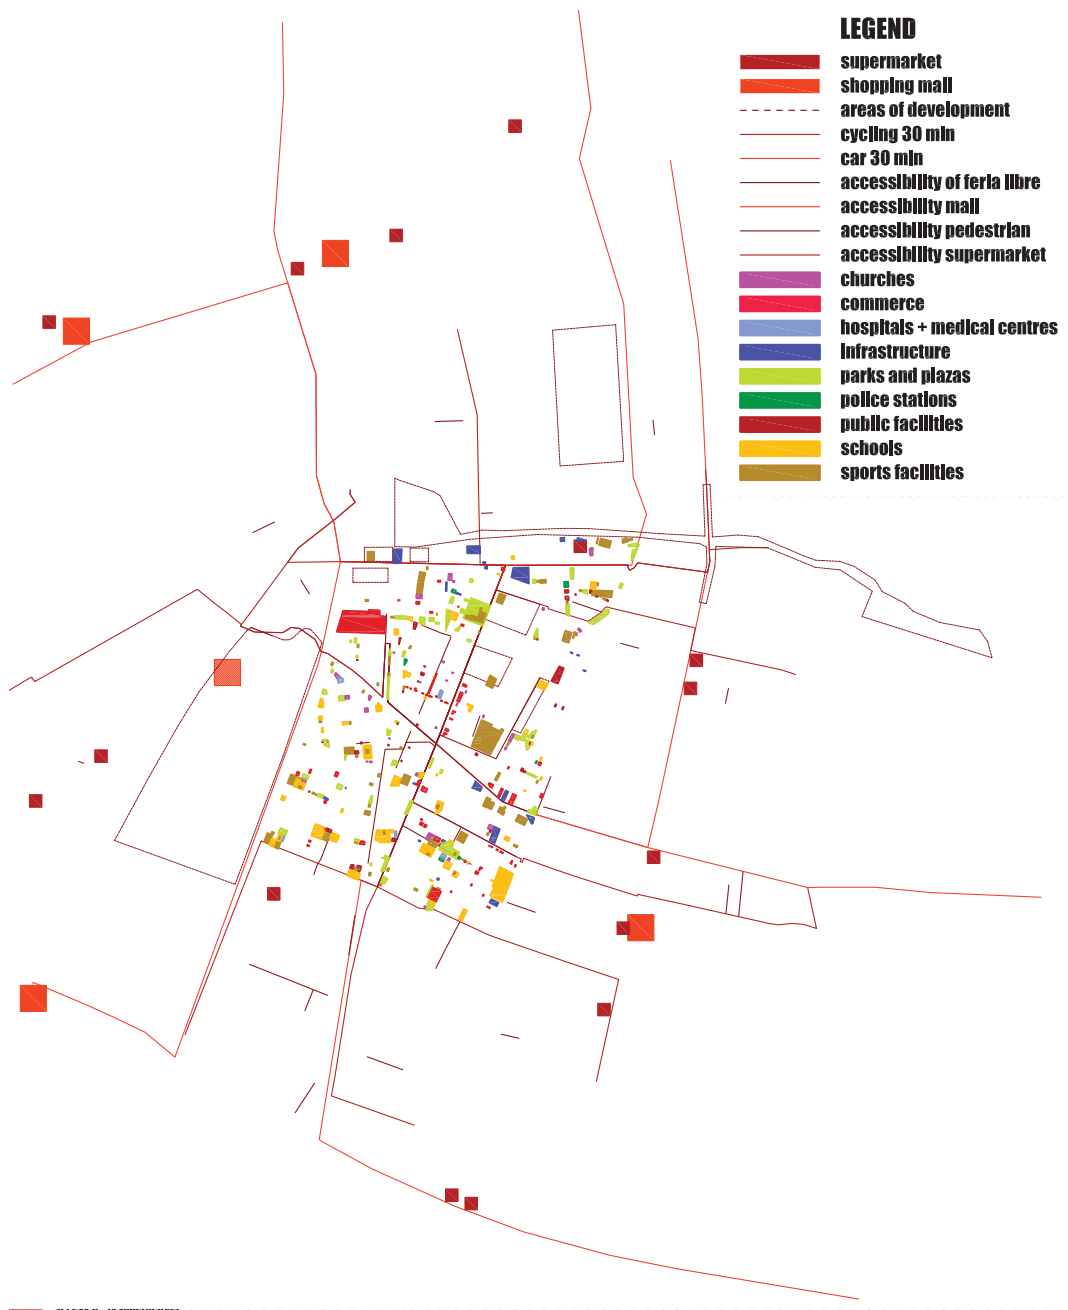 LEGEND
supermarket
shopping mall
areas of development
cycling 30 min
car 30 min
accessibility of feria libre
accessibility mall
accessibility pedestrian
accessibility supermarket
churches
commerce
hospitals + medical centres
infrastructure
parks and plazas
police stations
public facilities
schools
sports facilities